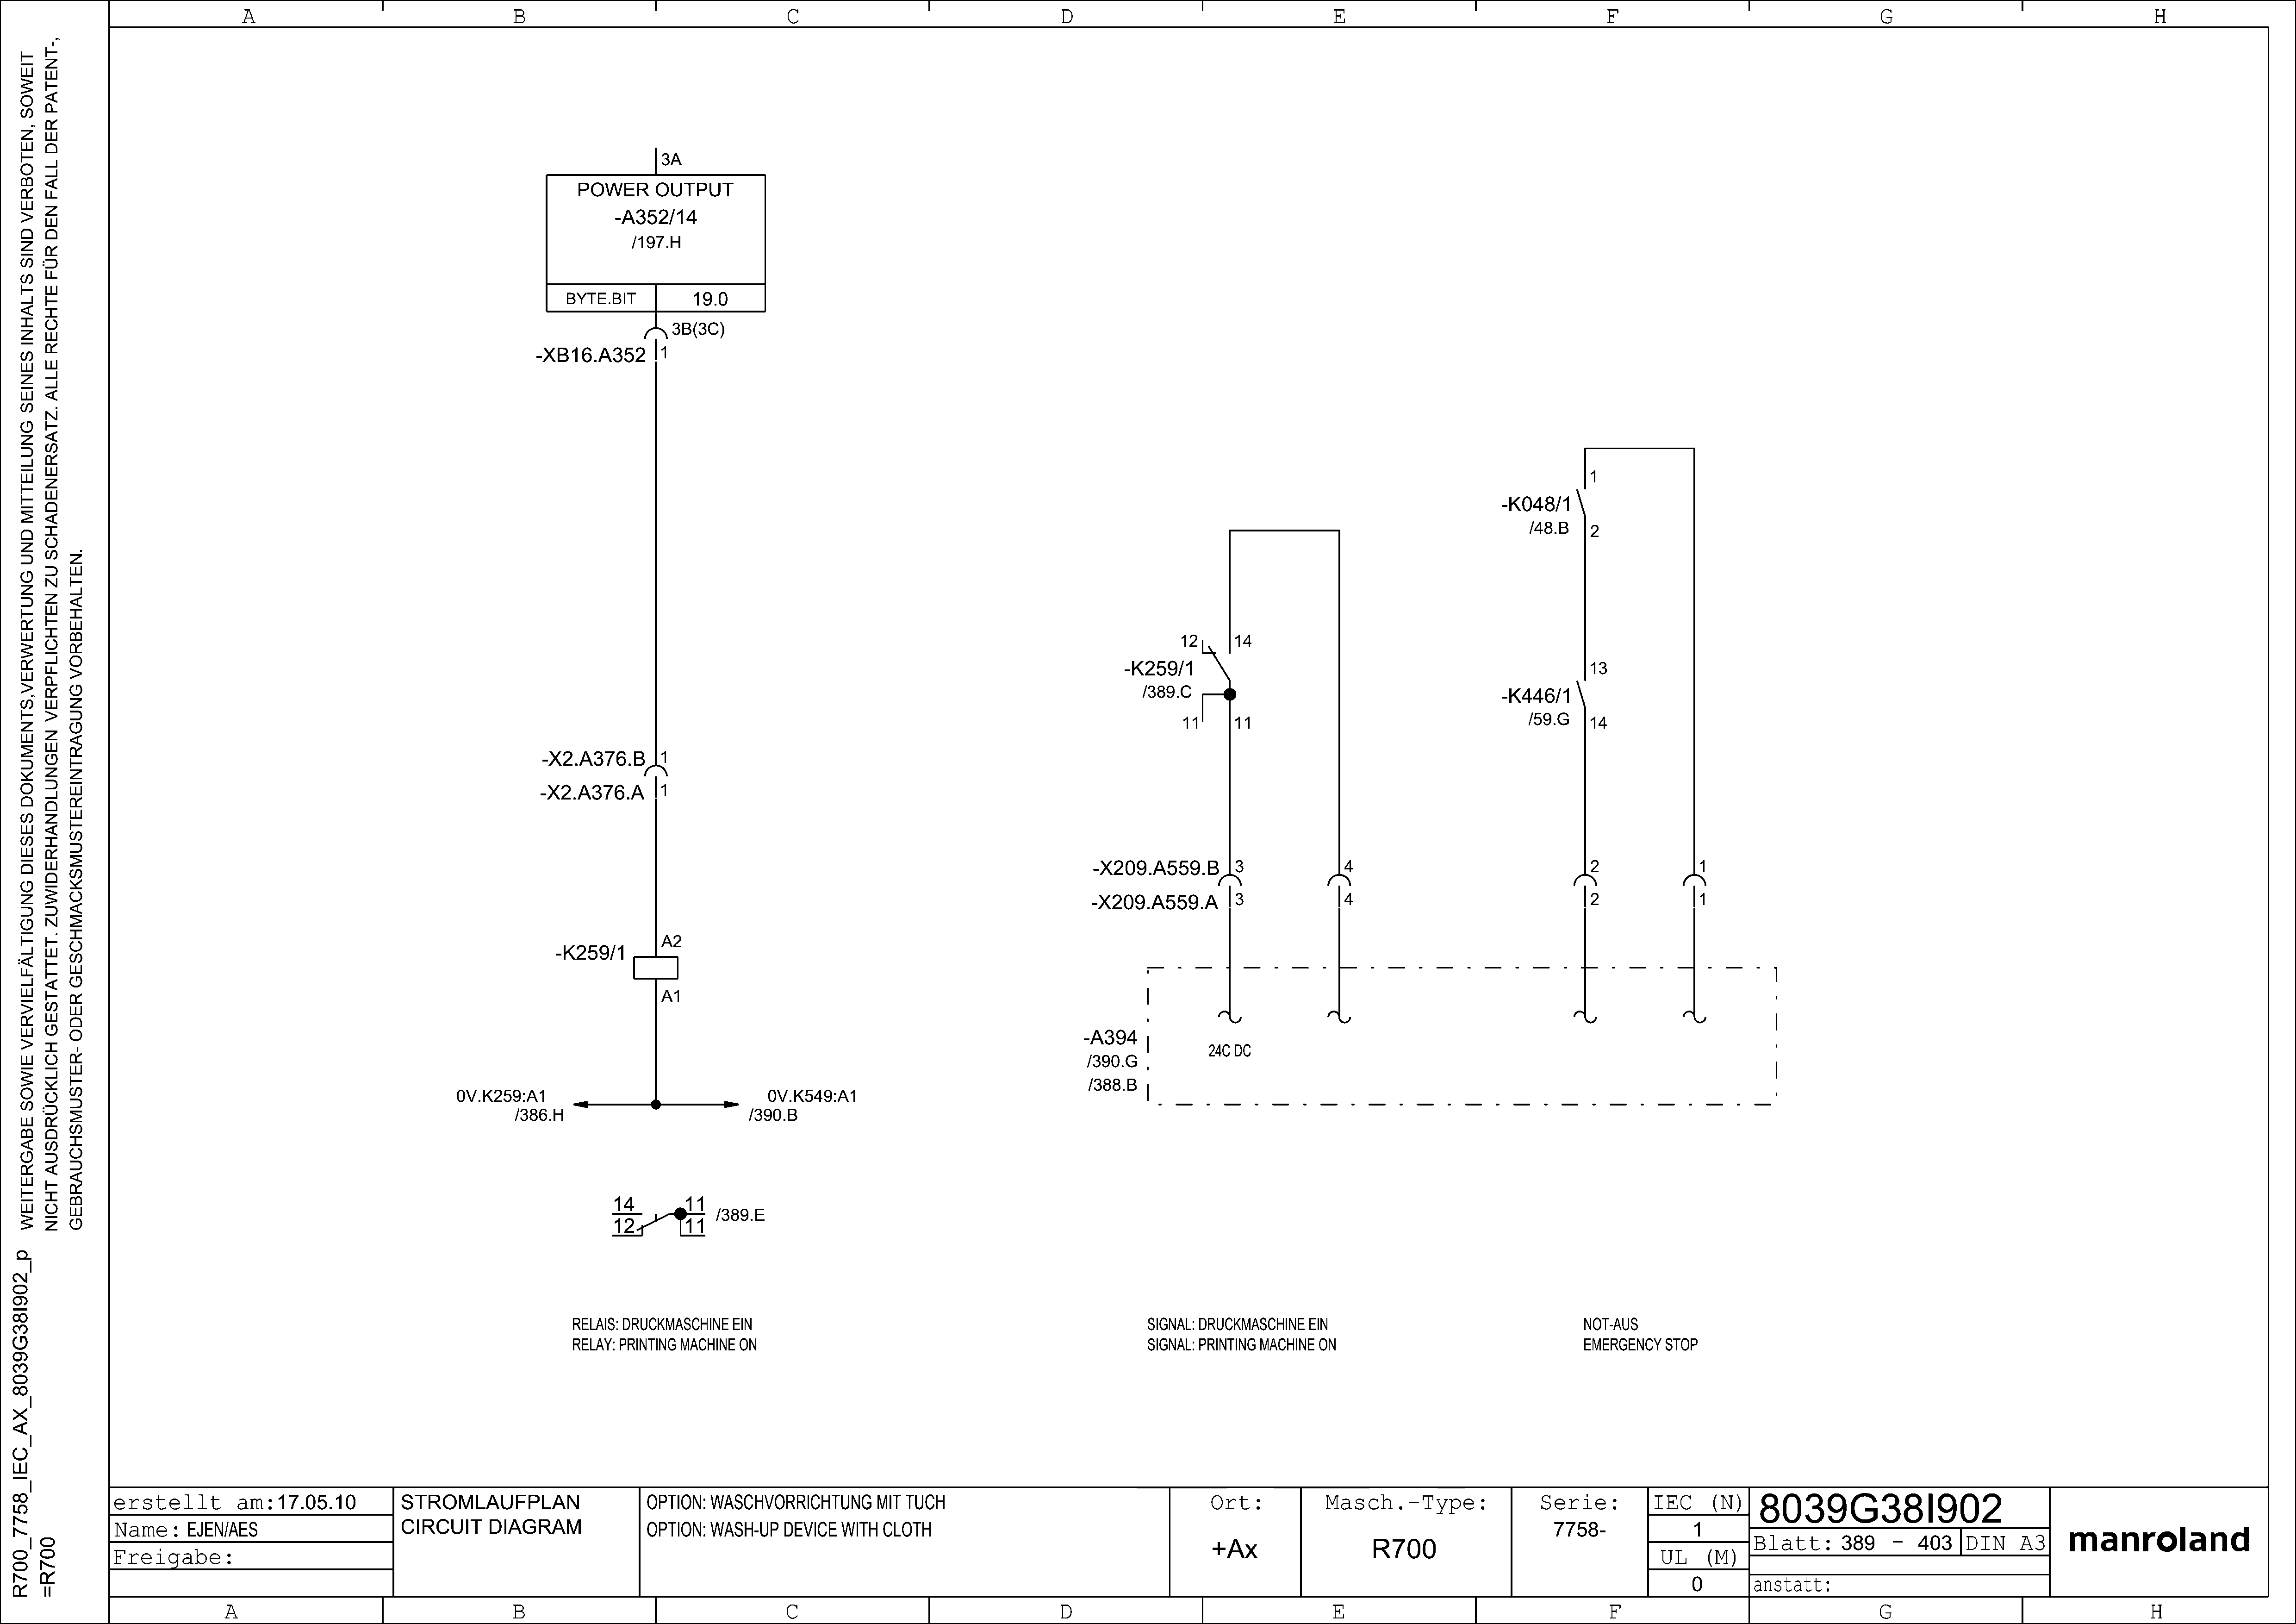 A B C D E F G H
WEITERGABE SOWIE VERVIELFÄLTIGUNG DIESES DOKUMENTS,VERWERTUNG UND MITTEILUNG SEINES INHALTS SIND VERBOTEN, SOWEIT
NICHT AUSDRÜCKLICH GESTATTET. ZUWIDERHANDLUNGEN VERPFLICHTEN ZU SCHADENERSATZ. ALLE RECHTE FÜR DEN FALL DER PATENT-,
GEBRAUCHSMUSTER- ODER GESCHMACKSMUSTEREINTRAGUNG VORBEHALTEN.
R700_7758_IEC_AX_8039G38I902_p
=R700
3A
POWER OUTPUT
-A352/14
/197.H
BYTE.BIT 19.0
3B(3C)
-XB16.A352 1
-X2.A376.B 1
-X2.A376.A 1
-K259/1
A2
A1
0V.K259:A1
/386.H
0V.K549:A1
/390.B
14 11
12 11
/389.E
RELAIS: DRUCKMASCHINE EIN
RELAY: PRINTING MACHINE ON
12 14
-K259/1
/389.C
11 11
-X209.A559.B 3 4 2 1
-X209.A559.A 3 4 2 1
-A394
/390.G
/388.B
24C DC
SIGNAL: DRUCKMASCHINE EIN
SIGNAL: PRINTING MACHINE ON
1
-K048/1
/48.B
2
13
-K446/1
/59.G
14
NOT-AUS
EMERGENCY STOP
erstellt am:17.05.10
Name: EJEN/AES
Freigabe:
STROMLAUFPLAN
CIRCUIT DIAGRAM
OPTION: WASCHVORRICHTUNG MIT TUCH
OPTION: WASH-UP DEVICE WITH CLOTH
Ort:
+Ax
Masch.-Type:
R700
Serie:
7758-
IEC (N)
1
UL (M)
0
8039G38I902
Blatt: 389 - 403 DIN A3
anstatt:
manroland
A B C D E F G H